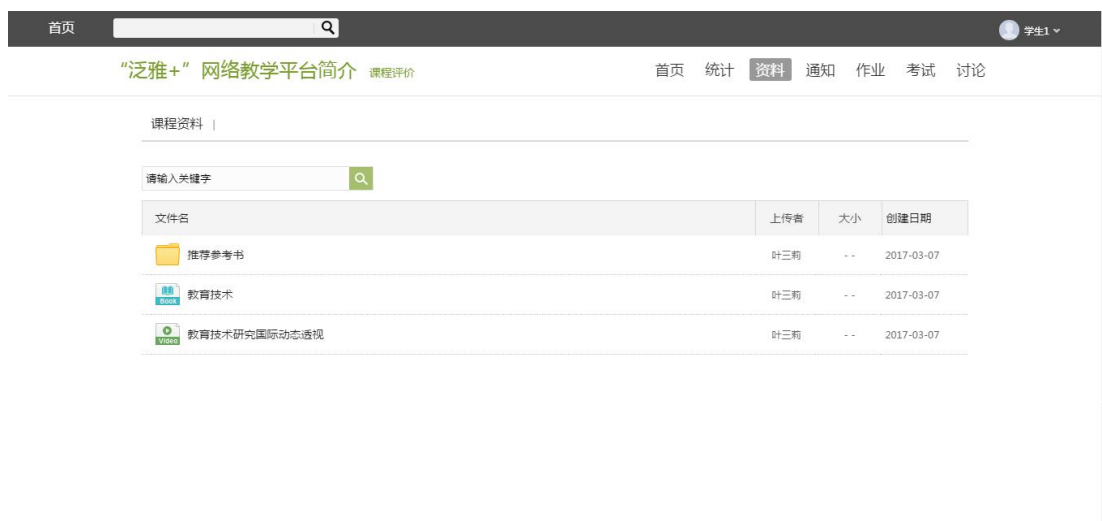 首页 学生1
“泛雅+”网络教学平台简介 课程评价 首页 统计 资料 通知 作业 考试 讨论
课程资料 |
请输入关键字
文件名 上传者 大小 创建日期
推荐参考书 叶三莉 - - 2017-03-07
Book 教育技术 叶三莉 - - 2017-03-07
Video 教育技术研究国际动态透视 叶三莉 - - 2017-03-07